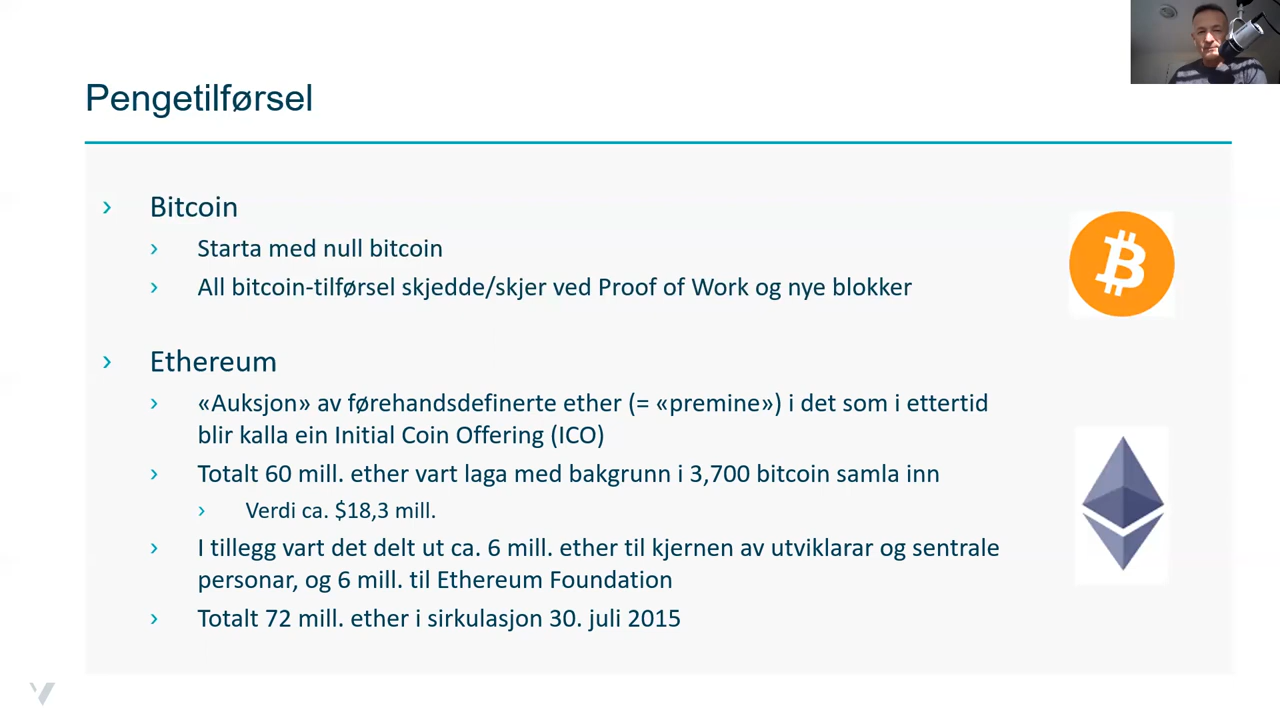 Pengetilførsel
› Bitcoin
› Starta med null bitcoin
› All bitcoin-tilførsel skjedde/skjer ved Proof of Work og nye blokker
› Ethereum
› «Auksjon» av førehandsdefinerte ether (= «premine») i det som i ettertid
blir kalla ein Initial Coin Offering (ICO)
› Totalt 60 mill. ether vart laga med bakgrunn i 3,700 bitcoin samla inn
› Verdi ca. $18,3 mill.
› I tillegg vart det delt ut ca. 6 mill. ether til kjernen av utviklarar og sentrale
personar, og 6 mill. til Ethereum Foundation
› Totalt 72 mill. ether i sirkulasjon 30. juli 2015